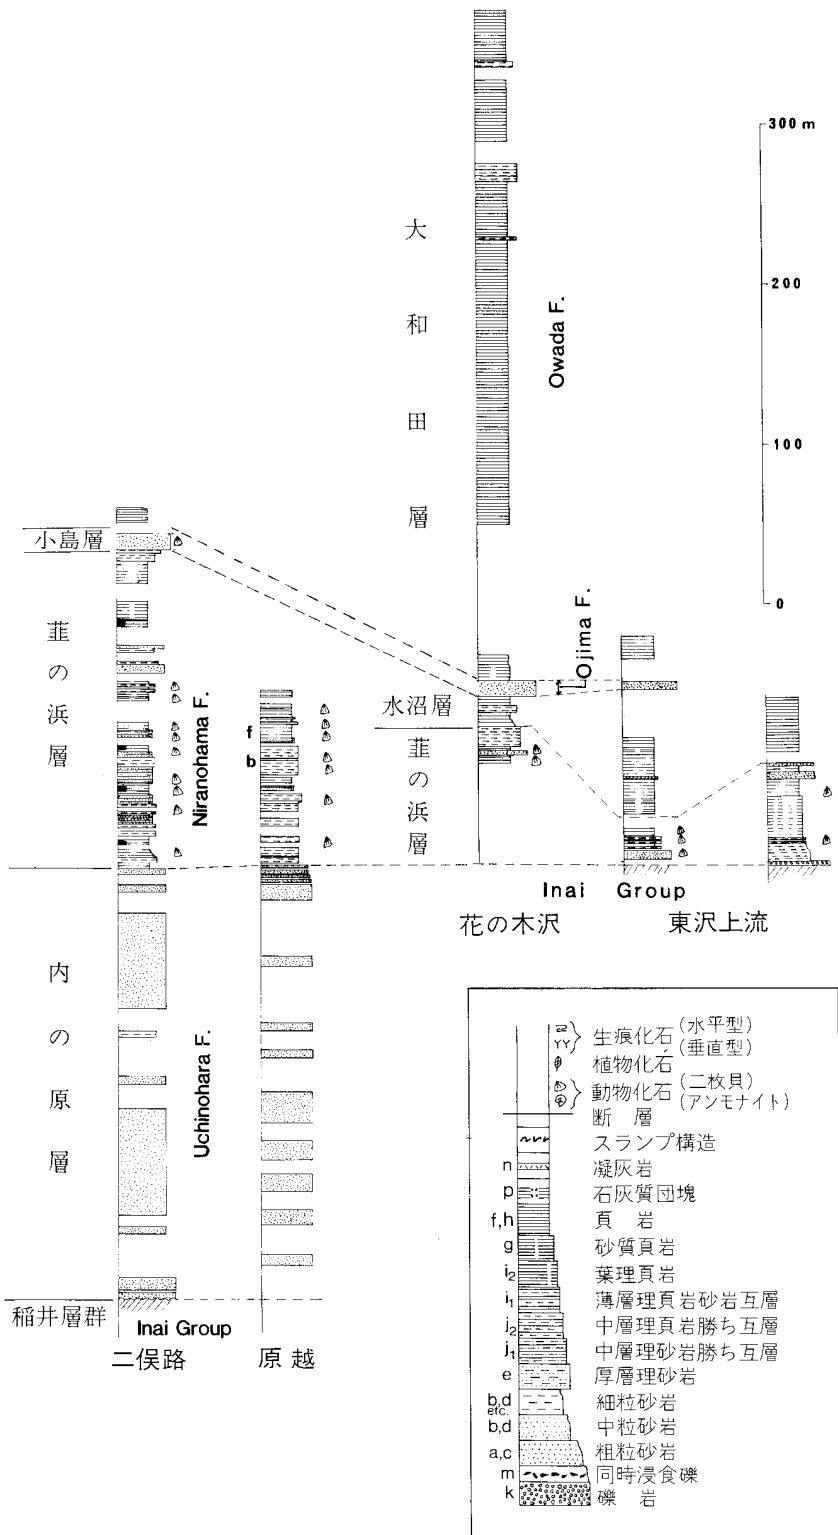 300 m
200
100
0
大和田層
Owada F.
小島層
Ojima F.
韮の浜層
Niranohama F.
f
b
水沼層
韮の浜層
Inai Group
花の木沢
東沢上流
内の原層
Uchinohara F.
稲井層群
Inai Group
二俣路
原越
生痕化石 (水平型)
(垂直型)
植物化石
動物化石 (二枚貝)
(アンモナイト)
断層
スランプ構造
n 凝灰岩
p 石灰質団塊
f,h 頁岩
g 砂質頁岩
i2 葉理頁岩
i1 薄層理頁岩砂岩互層
j2 中層理頁岩勝ち互層
j1 中層理砂岩勝ち互層
e 厚層理砂岩
b,d etc. 細粒砂岩
b,d 中粒砂岩
a,c 粗粒砂岩
m 同時浸食礫
k 礫岩